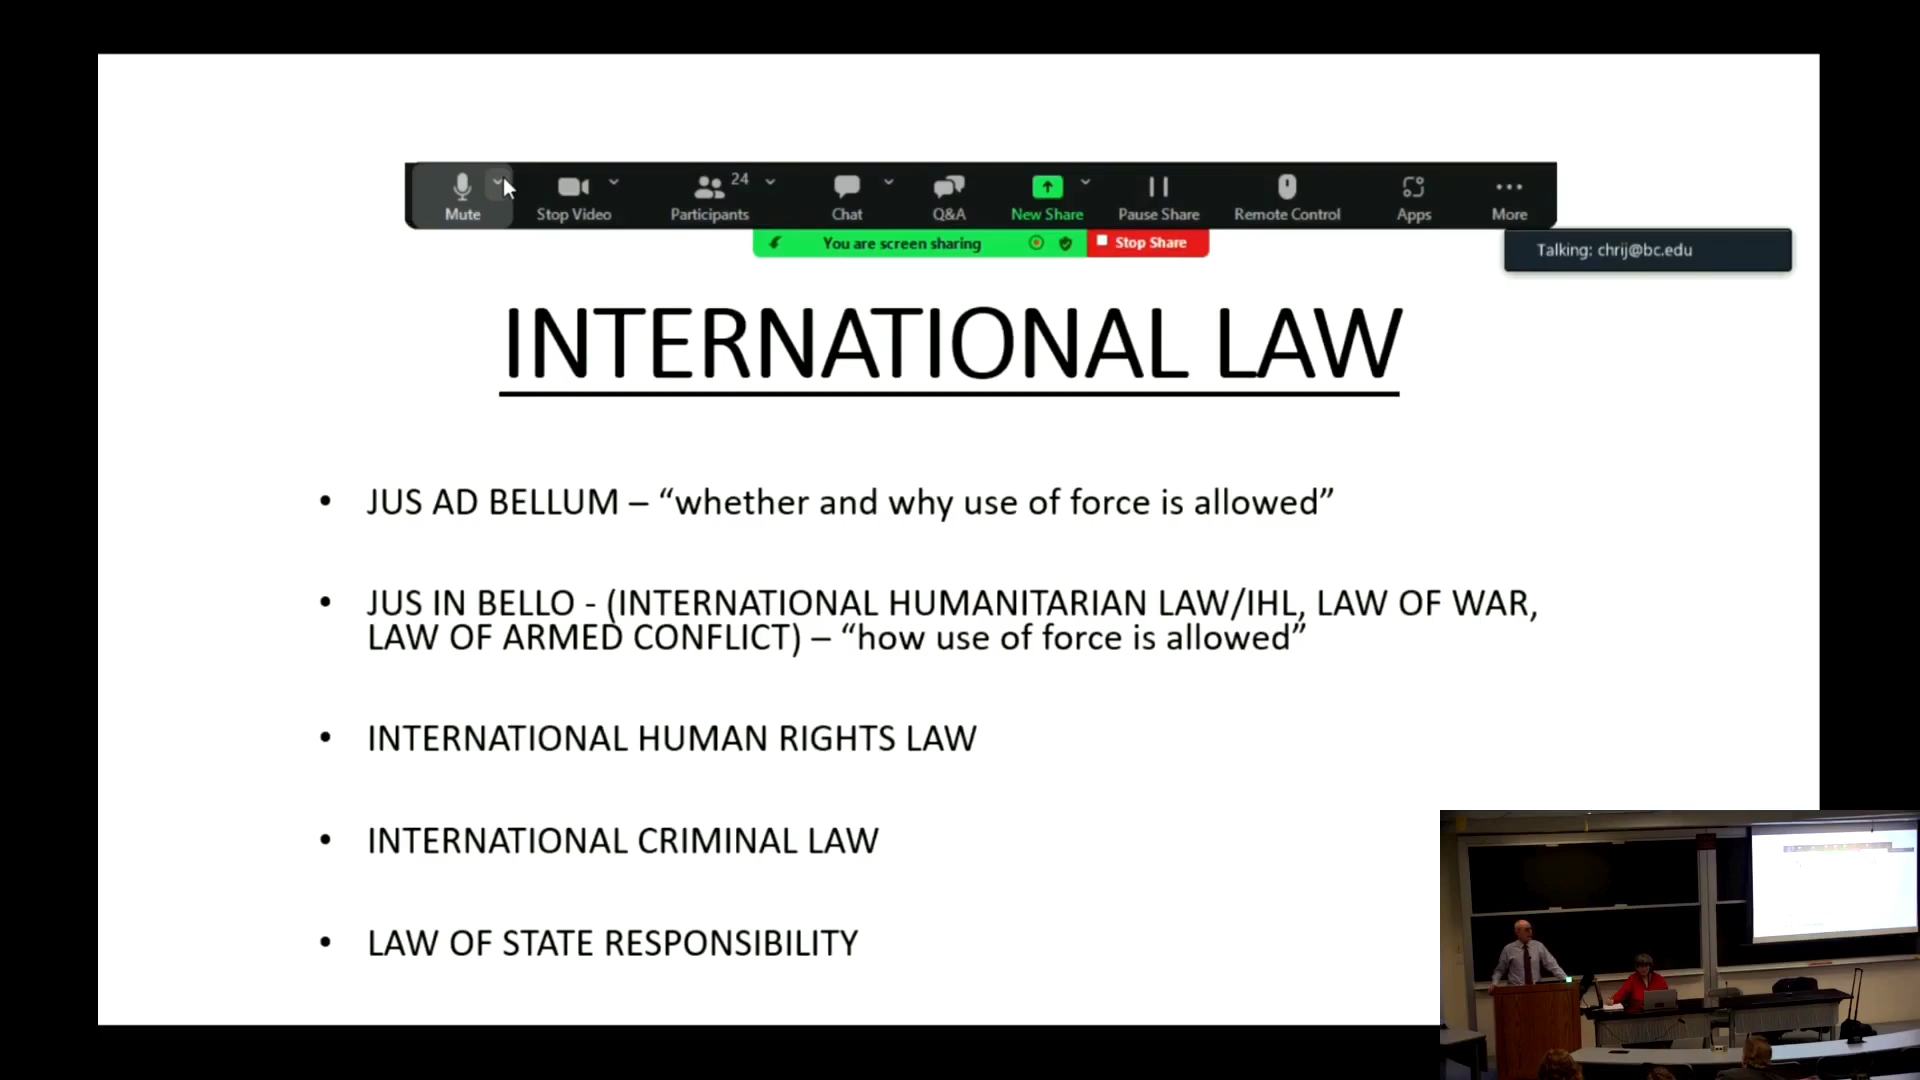 24
Mute
Stop Video
Participants
Chat
Q&A
New Share
Pause Share
Remote Control
Apps
More
You are screen sharing
Stop Share
Talking: chrij@bc.edu
INTERNATIONAL LAW
• JUS AD BELLUM – “whether and why use of force is allowed”
• JUS IN BELLO - (INTERNATIONAL HUMANITARIAN LAW/IHL, LAW OF WAR,
LAW OF ARMED CONFLICT) – “how use of force is allowed”
• INTERNATIONAL HUMAN RIGHTS LAW
• INTERNATIONAL CRIMINAL LAW
• LAW OF STATE RESPONSIBILITY